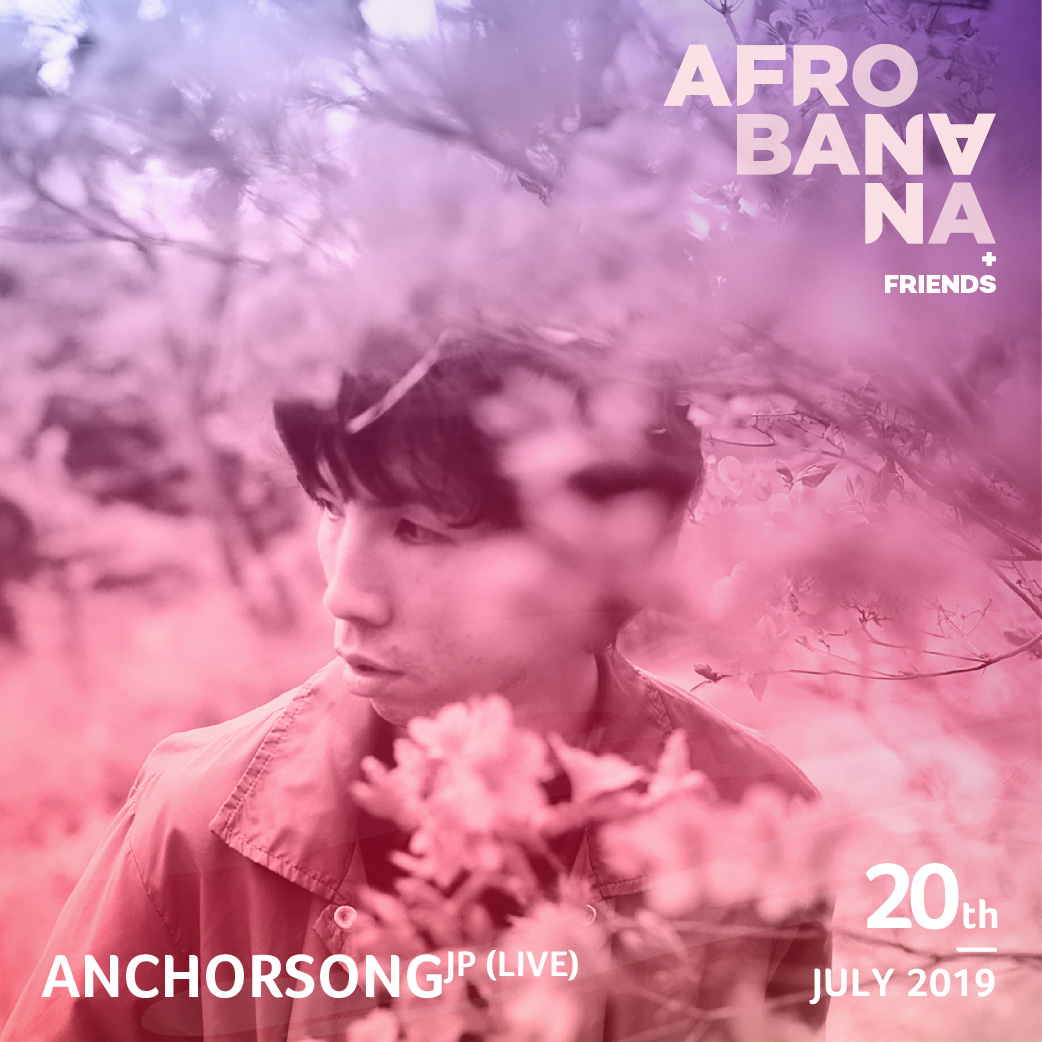 AFRO
BANA
NA
+
FRIENDS
20th
JULY 2019
ANCHORSONG JP (LIVE)